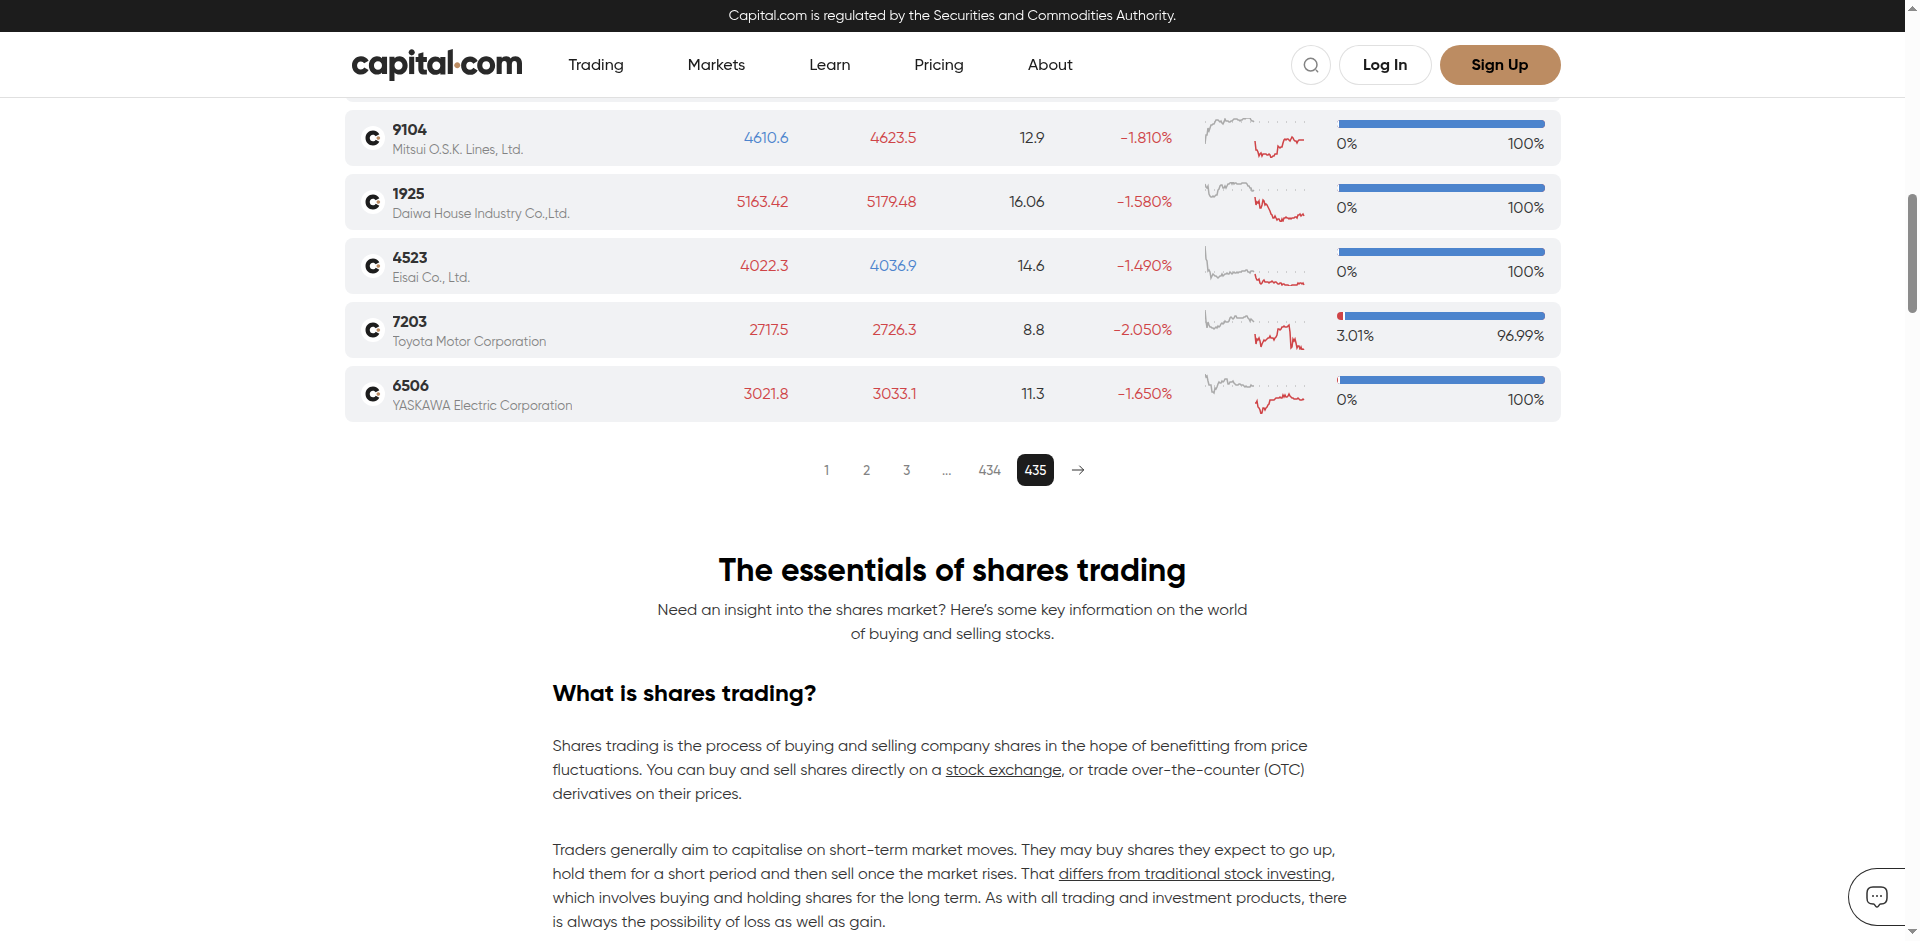 Capital.com is regulated by the Securities and Commodities Authority.
capital.com Trading Markets Learn Pricing About Log In Sign Up
9104
Mitsui O.S.K. Lines, Ltd.
4610.6 4623.5 12.9 -1.810%
0% 100%
1925
Daiwa House Industry Co.,Ltd.
5163.42 5179.48 16.06 -1.580%
0% 100%
4523
Eisai Co., Ltd.
4022.3 4036.9 14.6 -1.490%
0% 100%
7203
Toyota Motor Corporation
2717.5 2726.3 8.8 -2.050%
3.01% 96.99%
6506
YASKAWA Electric Corporation
3021.8 3033.1 11.3 -1.650%
0% 100%
1 2 3 ... 434 435
The essentials of shares trading
Need an insight into the shares market? Here’s some key information on the world
of buying and selling stocks.
What is shares trading?
Shares trading is the process of buying and selling company shares in the hope of benefitting from price
fluctuations. You can buy and sell shares directly on a stock exchange, or trade over-the-counter (OTC)
derivatives on their prices.
Traders generally aim to capitalise on short-term market moves. They may buy shares they expect to go up,
hold them for a short period and then sell once the market rises. That differs from traditional stock investing,
which involves buying and holding shares for the long term. As with all trading and investment products, there
is always the possibility of loss as well as gain.